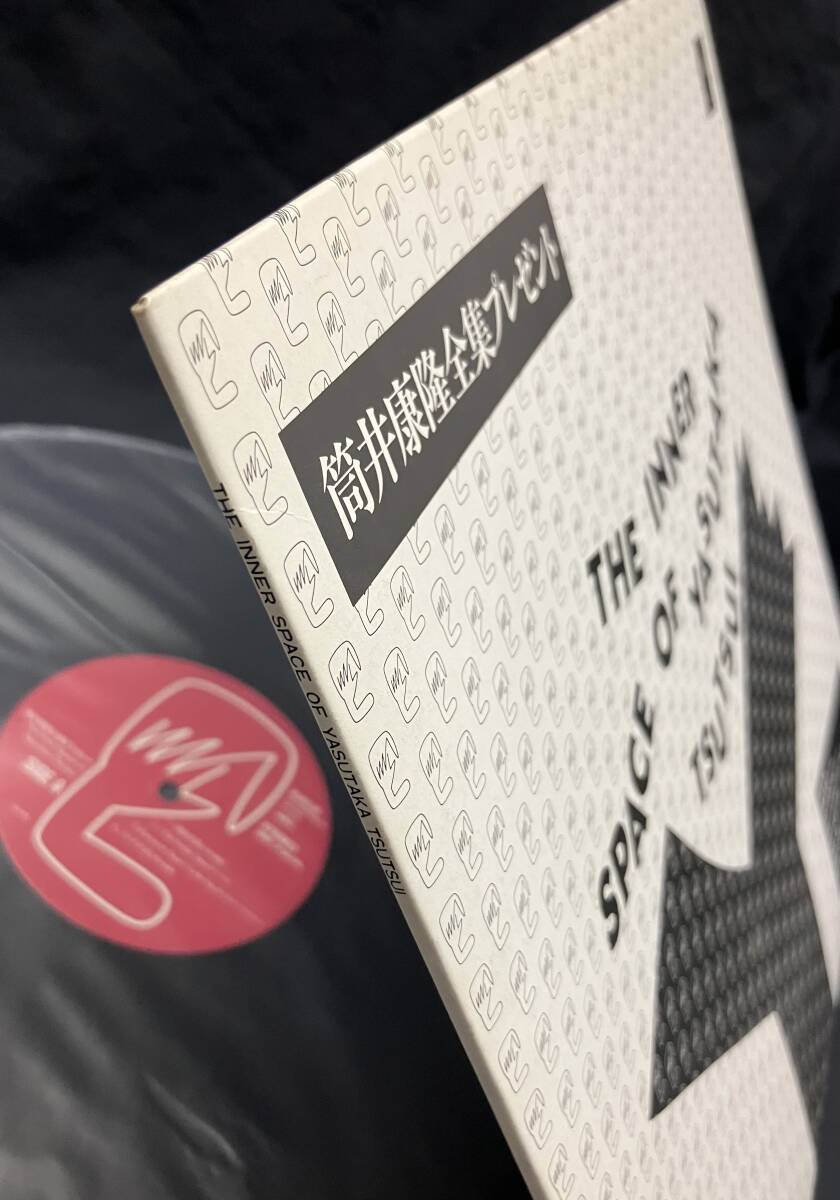 筒井康隆全集プレゼント
THE INNER
SPACE OF
YASUTAKA
TSUTSUI
THE INNER SPACE OF YASUTAKA TSUTSUI
SIDE A